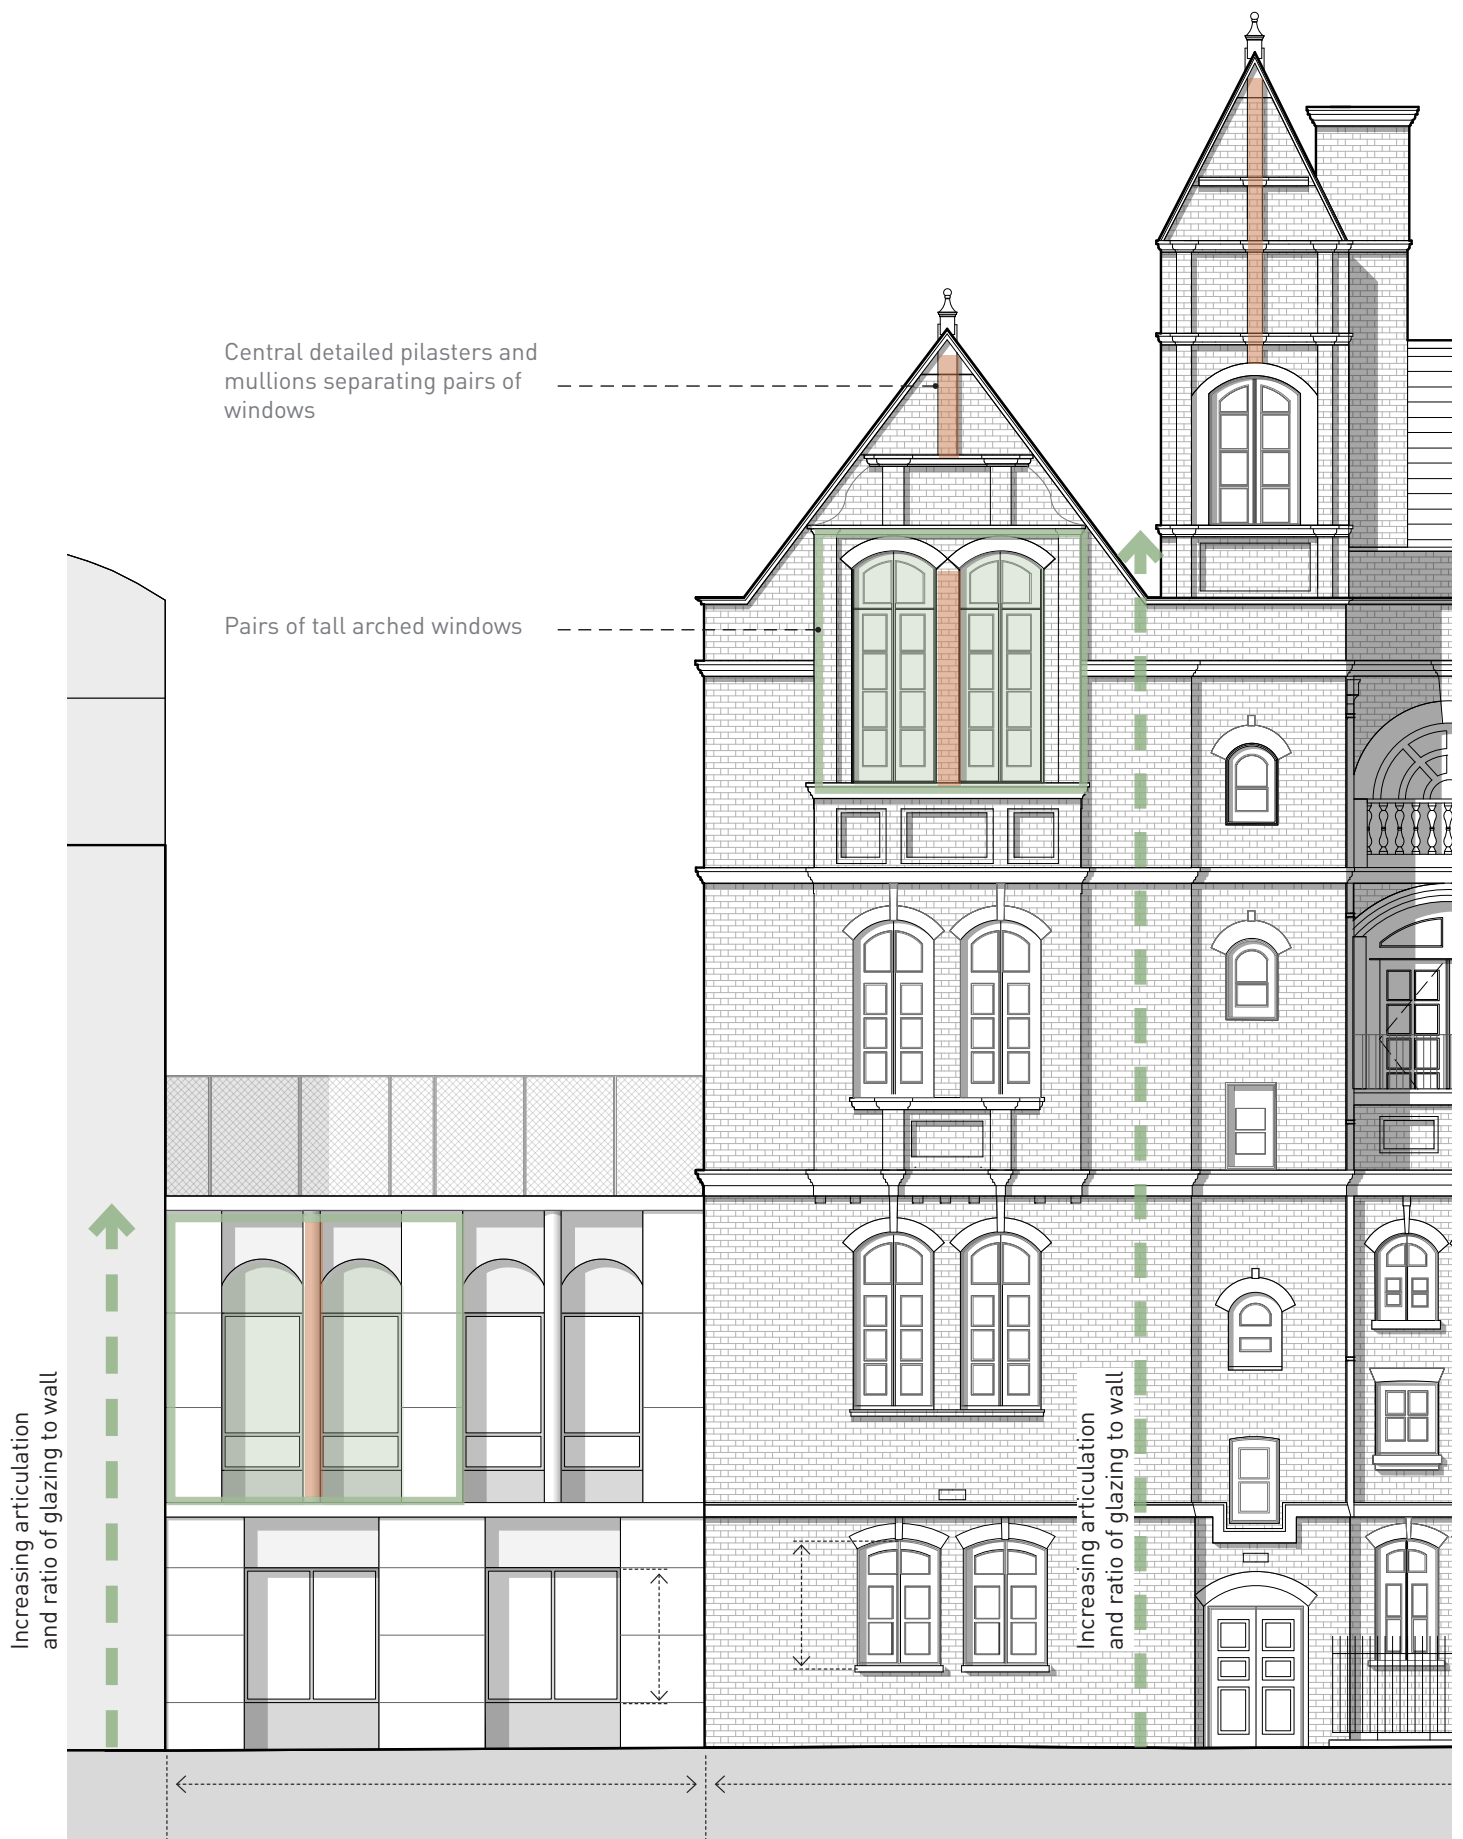 Central detailed pilasters and
mullions separating pairs of
windows
Pairs of tall arched windows
Increasing articulation
and ratio of glazing to wall
Increasing articulation
and ratio of glazing to wall